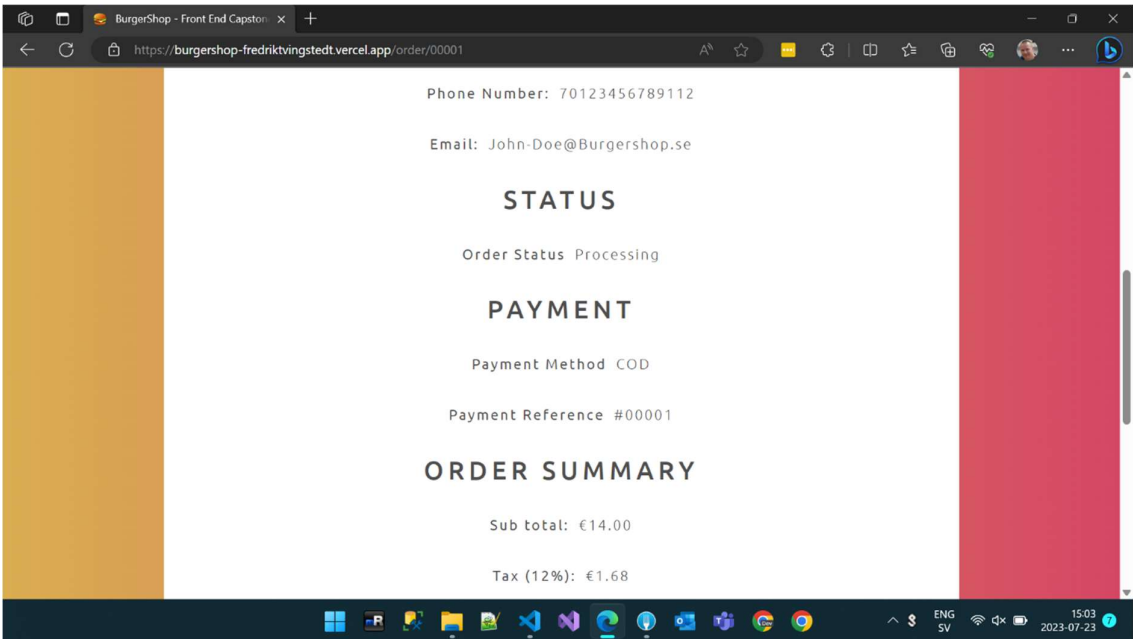 BurgerShop - Front End Capston
https://burgershop-fredriktvingstedt.vercel.app/order/00001
Phone Number: 70123456789112
Email: John-Doe@Burgershop.se
STATUS
Order Status Processing
PAYMENT
Payment Method COD
Payment Reference #00001
ORDER SUMMARY
Sub total: €14.00
Tax (12%): €1.68
ENG
SV
15:03
2023-07-23
7